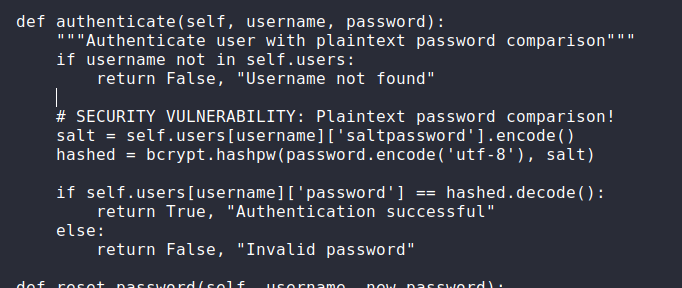 def authenticate(self, username, password):
    """Authenticate user with plaintext password comparison"""
    if username not in self.users:
        return False, "Username not found"
    # SECURITY VULNERABILITY: Plaintext password comparison!
    salt = self.users[username]['saltpassword'].encode()
    hashed = bcrypt.hashpw(password.encode('utf-8'), salt)
    if self.users[username]['password'] == hashed.decode():
        return True, "Authentication successful"
    else:
        return False, "Invalid password"
def reset_password(self, username, new_password):